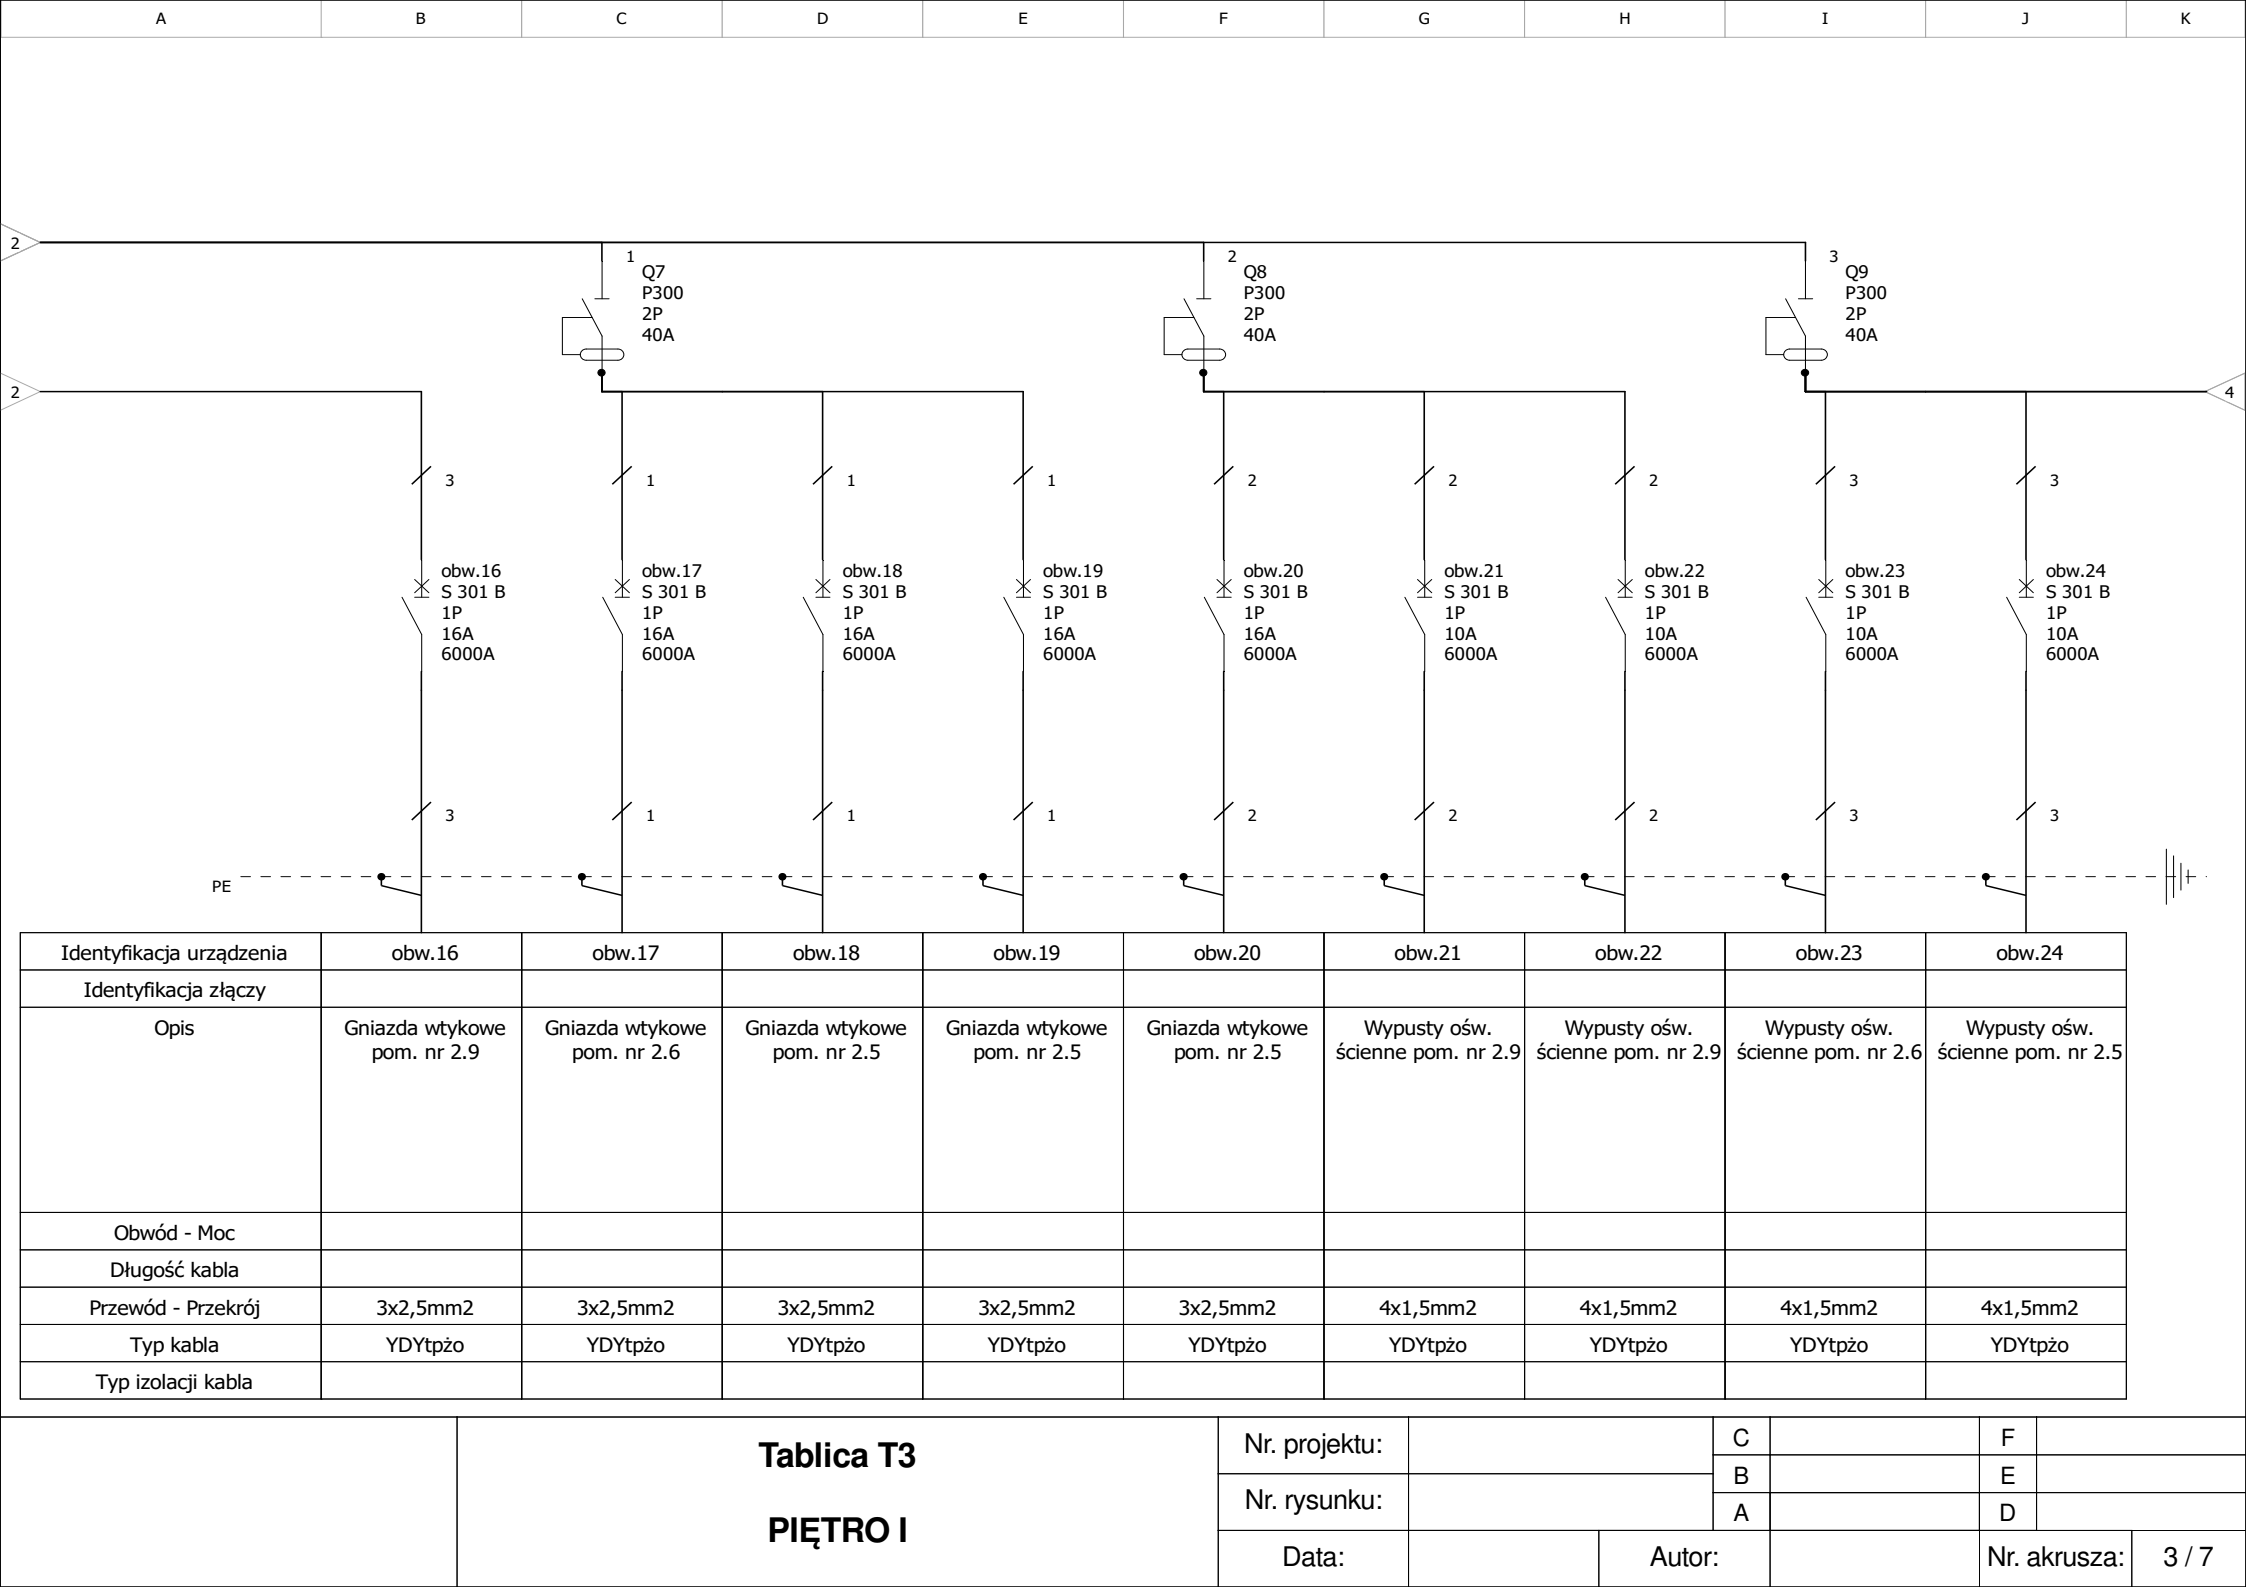 A B C D E F G H I J K
2
1 2 3
Q7 Q8 Q9
P300 P300 P300
2P 2P 2P
40A 40A 40A
2 4
3 1 1 1 2 2 2 3 3
obw.16 obw.17 obw.18 obw.19 obw.20 obw.21 obw.22 obw.23 obw.24
S 301 B S 301 B S 301 B S 301 B S 301 B S 301 B S 301 B S 301 B S 301 B
1P 1P 1P 1P 1P 1P 1P 1P 1P
16A 16A 16A 16A 16A 10A 10A 10A 10A
6000A 6000A 6000A 6000A 6000A 6000A 6000A 6000A 6000A
3 1 1 1 2 2 2 3 3
PE
Identyfikacja urządzenia obw.16 obw.17 obw.18 obw.19 obw.20 obw.21 obw.22 obw.23 obw.24
Identyfikacja złączy
Opis Gniazda wtykowe Gniazda wtykowe Gniazda wtykowe Gniazda wtykowe Gniazda wtykowe Wypusty ośw. Wypusty ośw. Wypusty ośw. Wypusty ośw.
pom. nr 2.9 pom. nr 2.6 pom. nr 2.5 pom. nr 2.5 pom. nr 2.5 ścienne pom. nr 2.9 ścienne pom. nr 2.9 ścienne pom. nr 2.6 ścienne pom. nr 2.5
Obwód - Moc
Długość kabla
Przewód - Przekrój 3x2,5mm2 3x2,5mm2 3x2,5mm2 3x2,5mm2 3x2,5mm2 4x1,5mm2 4x1,5mm2 4x1,5mm2 4x1,5mm2
Typ kabla YDYtpżo YDYtpżo YDYtpżo YDYtpżo YDYtpżo YDYtpżo YDYtpżo YDYtpżo YDYtpżo
Typ izolacji kabla
Tablica T3
PIĘTRO I
Nr. projektu: C F
B E
Nr. rysunku:
A D
Data: Autor: Nr. akrusza: 3 / 7